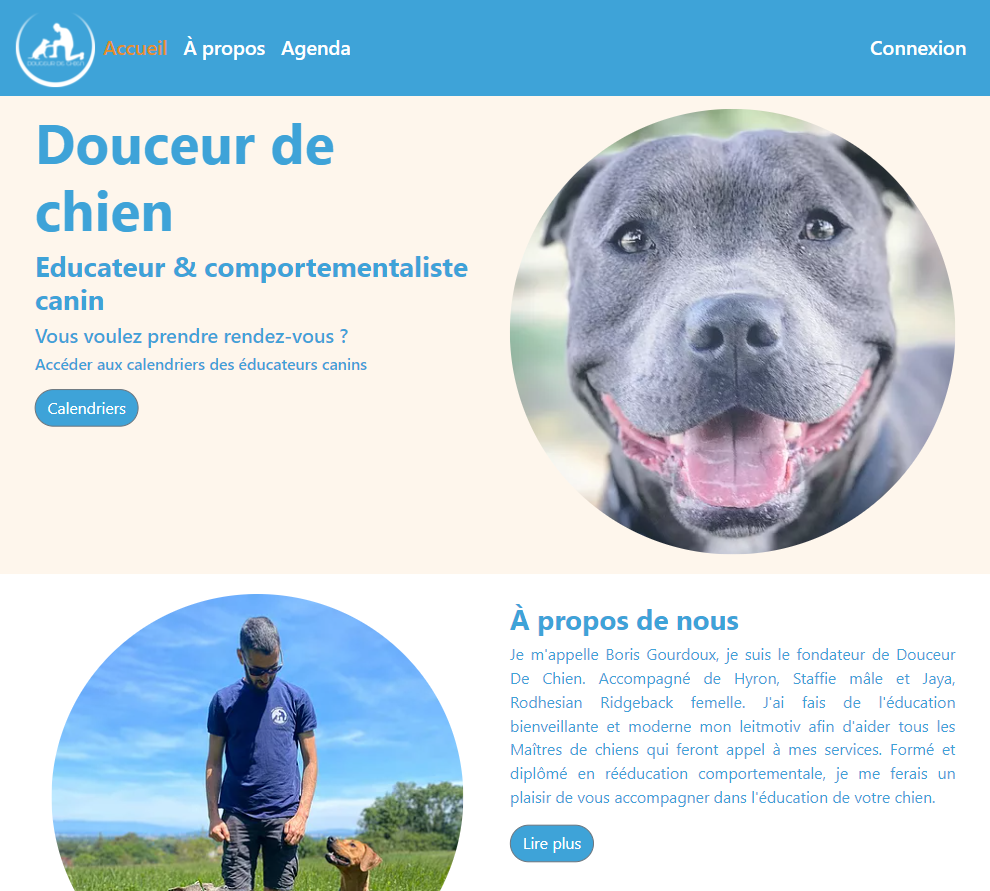 DOUCEUR DE CHIEN
Accueil À propos Agenda Connexion
Douceur de
chien
Educateur & comportementaliste
canin
Vous voulez prendre rendez-vous ?
Accéder aux calendriers des éducateurs canins
Calendriers
À propos de nous
Je m'appelle Boris Gourdoux, je suis le fondateur de Douceur
De Chien. Accompagné de Hyron, Staffie mâle et Jaya,
Rodhesian Ridgeback femelle. J'ai fais de l'éducation
bienveillante et moderne mon leitmotiv afin d'aider tous les
Maîtres de chiens qui feront appel à mes services. Formé et
diplômé en rééducation comportementale, je me ferais un
plaisir de vous accompagner dans l'éducation de votre chien.
Lire plus